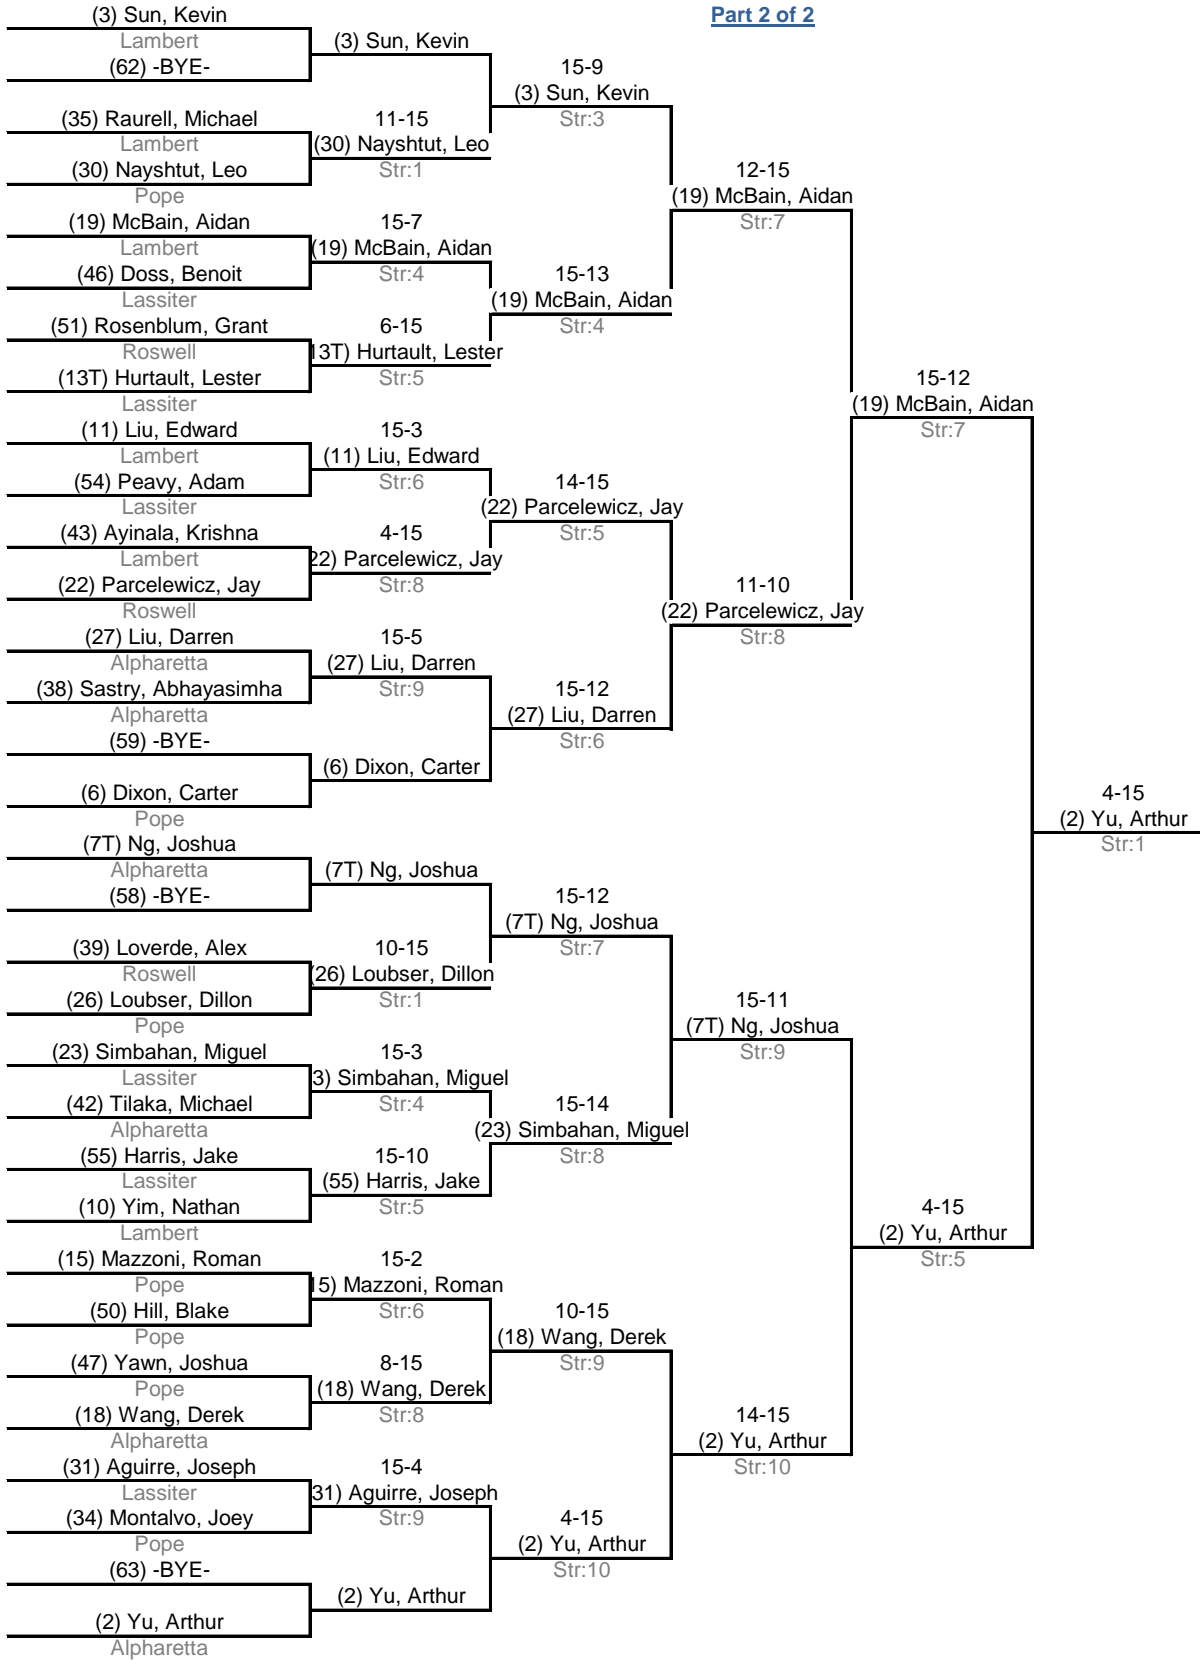 Part 2 of 2
(3) Sun, Kevin
Lambert
(62) -BYE-
(35) Raurell, Michael
Lambert
(30) Nayshtut, Leo
Pope
(19) McBain, Aidan
Lambert
(46) Doss, Benoit
Lassiter
(51) Rosenblum, Grant
Roswell
(13T) Hurtault, Lester
Lassiter
(11) Liu, Edward
Lambert
(54) Peavy, Adam
Lassiter
(43) Ayinala, Krishna
Lambert
(22) Parcelewicz, Jay
Roswell
(27) Liu, Darren
Alpharetta
(38) Sastry, Abhayasimha
Alpharetta
(59) -BYE-
(6) Dixon, Carter
Pope
(7T) Ng, Joshua
Alpharetta
(58) -BYE-
(39) Loverde, Alex
Roswell
(26) Loubser, Dillon
Pope
(23) Simbahan, Miguel
Lassiter
(42) Tilaka, Michael
Alpharetta
(55) Harris, Jake
Lassiter
(10) Yim, Nathan
Lambert
(15) Mazzoni, Roman
Pope
(50) Hill, Blake
Pope
(47) Yawn, Joshua
Pope
(18) Wang, Derek
Alpharetta
(31) Aguirre, Joseph
Lassiter
(34) Montalvo, Joey
Pope
(63) -BYE-
(2) Yu, Arthur
Alpharetta
(3) Sun, Kevin
11-15
(30) Nayshtut, Leo
Str:1
15-7
(19) McBain, Aidan
Str:4
6-15
13T) Hurtault, Lester
Str:5
15-3
(11) Liu, Edward
Str:6
4-15
22) Parcelewicz, Jay
Str:8
15-5
(27) Liu, Darren
Str:9
(6) Dixon, Carter
(7T) Ng, Joshua
10-15
(26) Loubser, Dillon
Str:1
15-3
3) Simbahan, Miguel
Str:4
15-10
(55) Harris, Jake
Str:5
15-2
15) Mazzoni, Roman
Str:6
8-15
(18) Wang, Derek
Str:8
15-4
31) Aguirre, Joseph
Str:9
(2) Yu, Arthur
15-9
(3) Sun, Kevin
Str:3
15-13
(19) McBain, Aidan
Str:4
14-15
(22) Parcelewicz, Jay
Str:5
15-12
(27) Liu, Darren
Str:6
15-12
(7T) Ng, Joshua
Str:7
15-14
(23) Simbahan, Miguel
Str:8
10-15
(18) Wang, Derek
Str:9
4-15
(2) Yu, Arthur
Str:10
12-15
(19) McBain, Aidan
Str:7
11-10
(22) Parcelewicz, Jay
Str:8
15-11
(7T) Ng, Joshua
Str:9
14-15
(2) Yu, Arthur
Str:10
15-12
(19) McBain, Aidan
Str:7
4-15
(2) Yu, Arthur
Str:5
4-15
(2) Yu, Arthur
Str:1